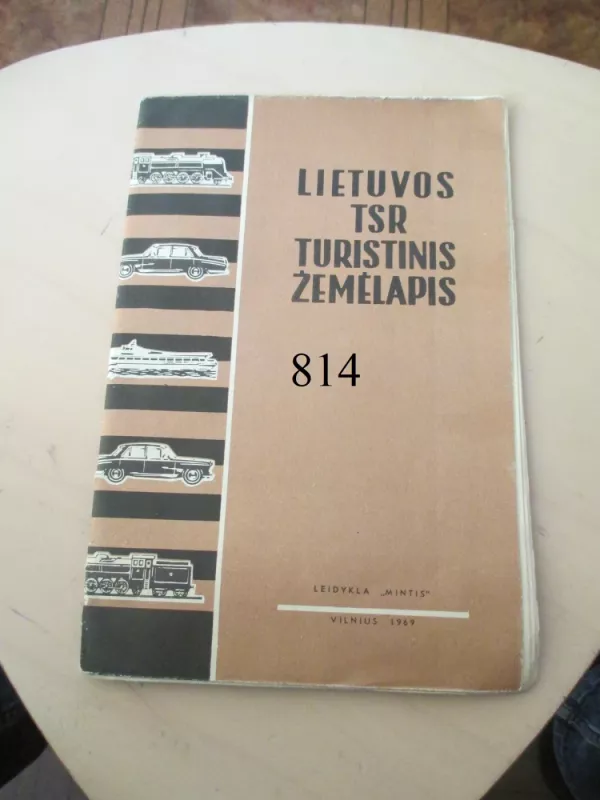 LIETUVOS
TSR
TURISTINIS
ŽEMĖLAPIS
814
LEIDYKLA „MINTIS"
VILNIUS 1969